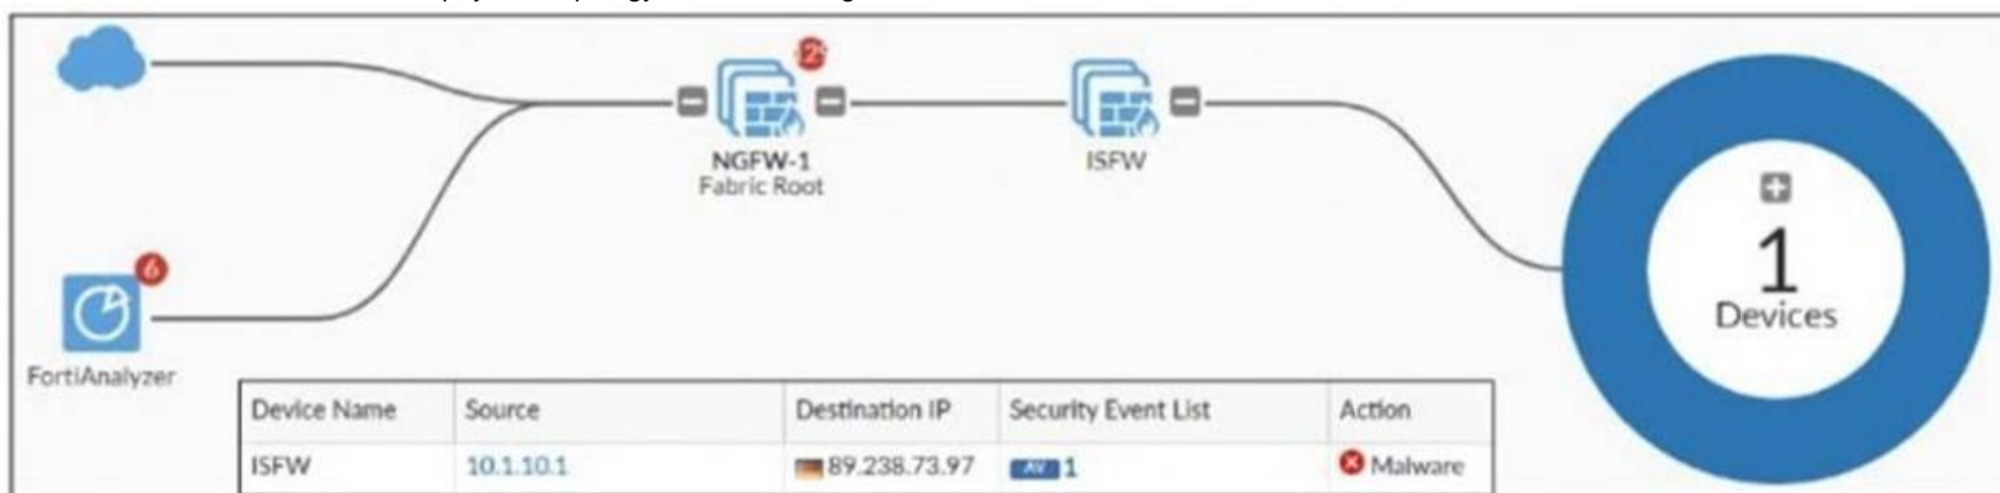 NGFW-1
Fabric Root
ISFW
6
FortiAnalyzer
1
Devices
Device Name Source Destination IP Security Event List Action
ISFW 10.1.10.1 89.238.73.97 AV 1 Malware